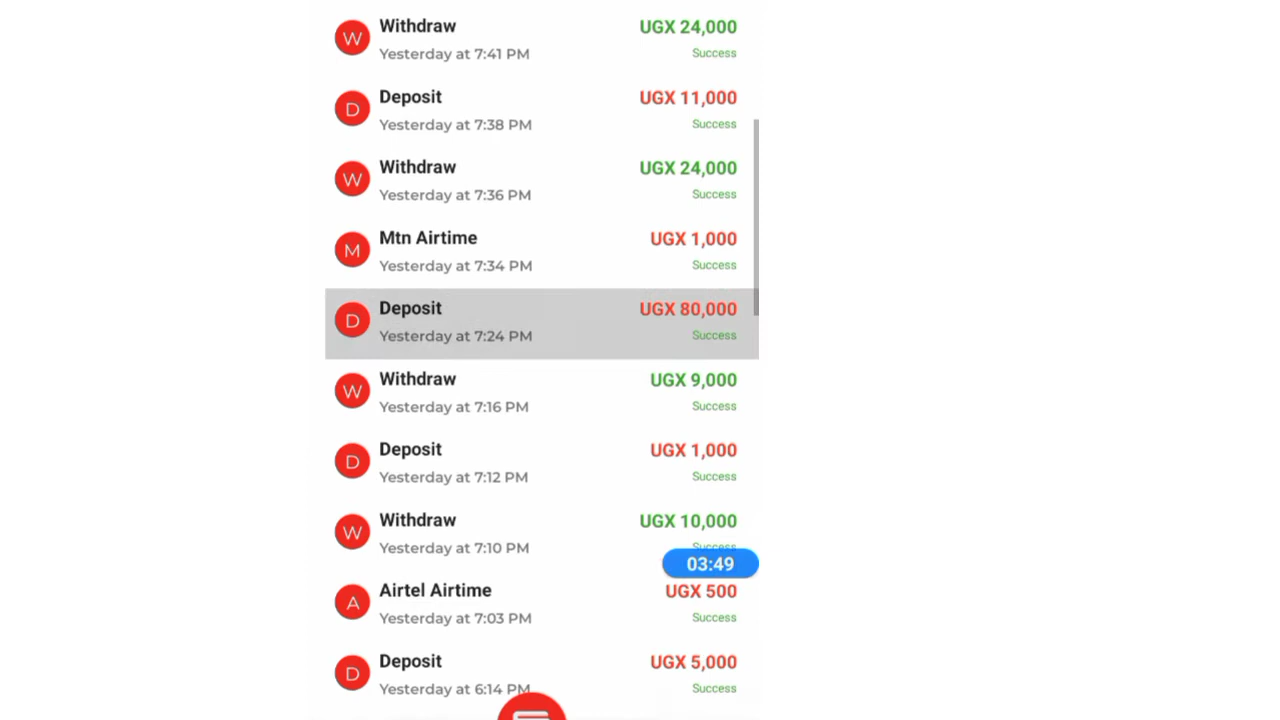 W
Withdraw
UGX 24,000
Yesterday at 7:41 PM
Success
D
Deposit
UGX 11,000
Yesterday at 7:38 PM
Success
W
Withdraw
UGX 24,000
Yesterday at 7:36 PM
Success
M
Mtn Airtime
UGX 1,000
Yesterday at 7:34 PM
Success
D
Deposit
UGX 80,000
Yesterday at 7:24 PM
Success
W
Withdraw
UGX 9,000
Yesterday at 7:16 PM
Success
D
Deposit
UGX 1,000
Yesterday at 7:12 PM
Success
W
Withdraw
UGX 10,000
Yesterday at 7:10 PM
Success
03:49
A
Airtel Airtime
UGX 500
Yesterday at 7:03 PM
Success
D
Deposit
UGX 5,000
Yesterday at 6:14 PM
Success